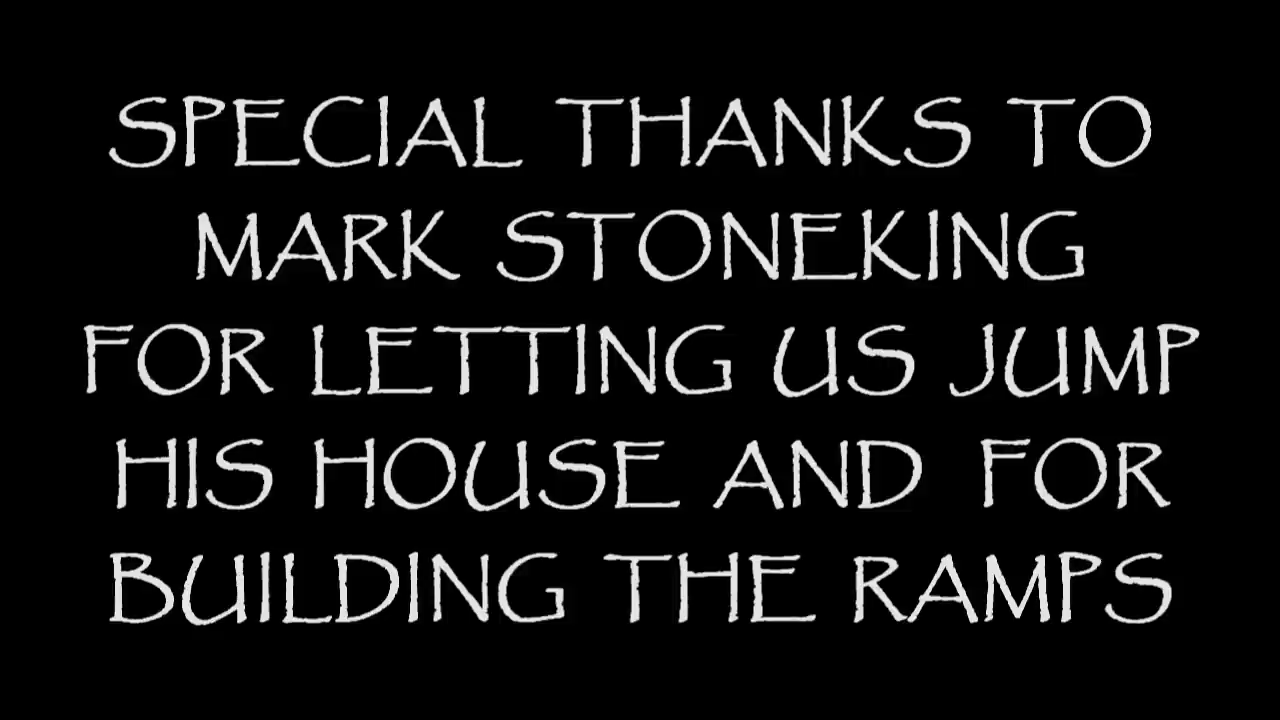 SPECIAL THANKS TO
MARK STONEKING
FOR LETTING US JUMP
HIS HOUSE AND FOR
BUILDING THE RAMPS